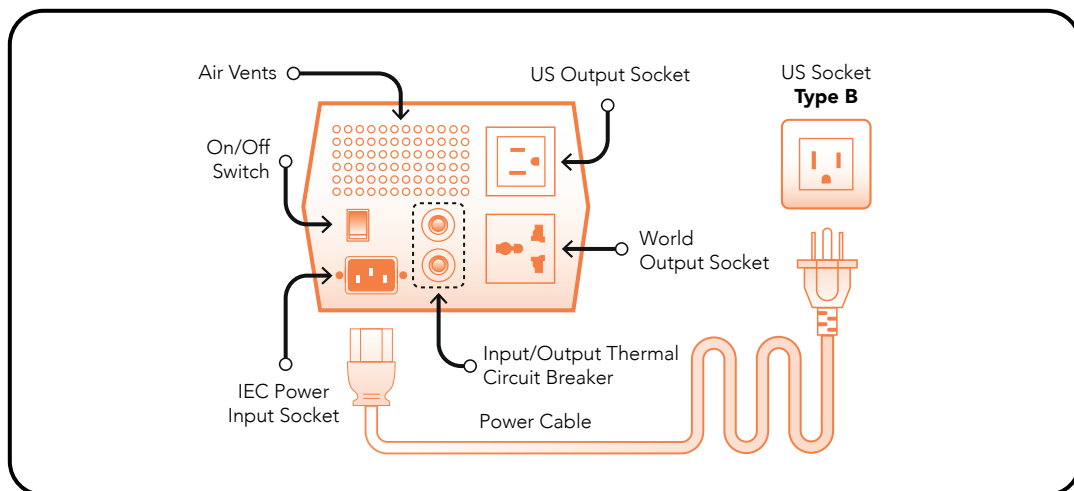 Air Vents
US Output Socket
US Socket
Type B
On/Off
Switch
World
Output Socket
Input/Output Thermal
Circuit Breaker
IEC Power
Input Socket
Power Cable